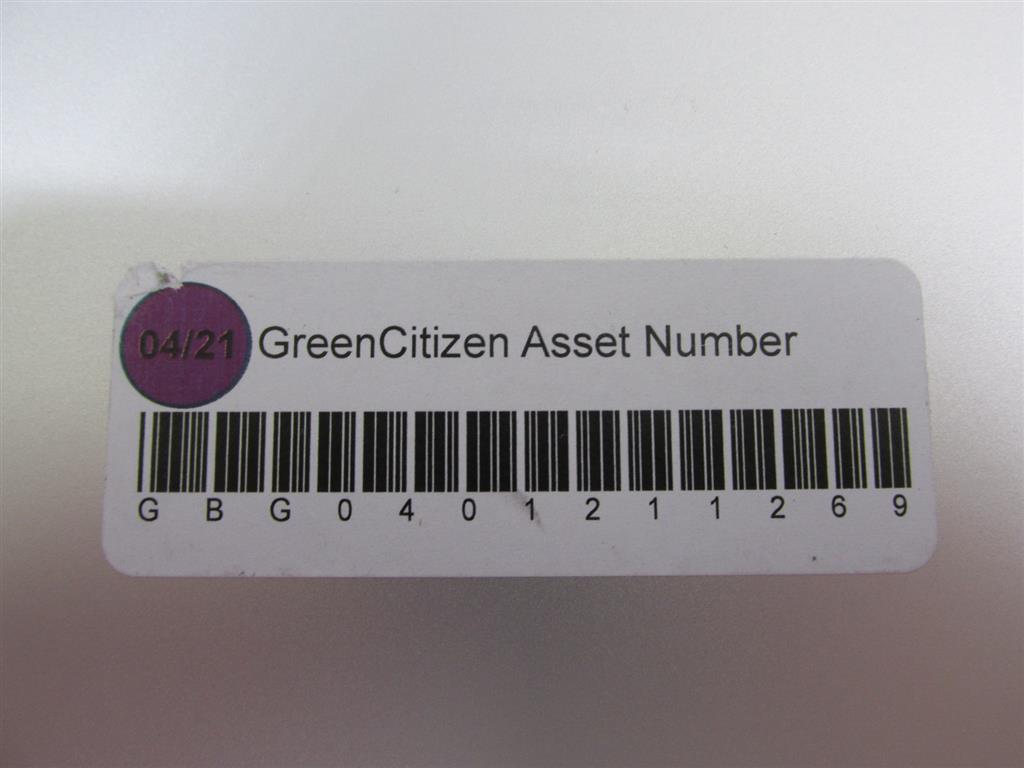 04/21 GreenCitizen Asset Number
G B G 0 4 0 1 2 1 1 2 6 9